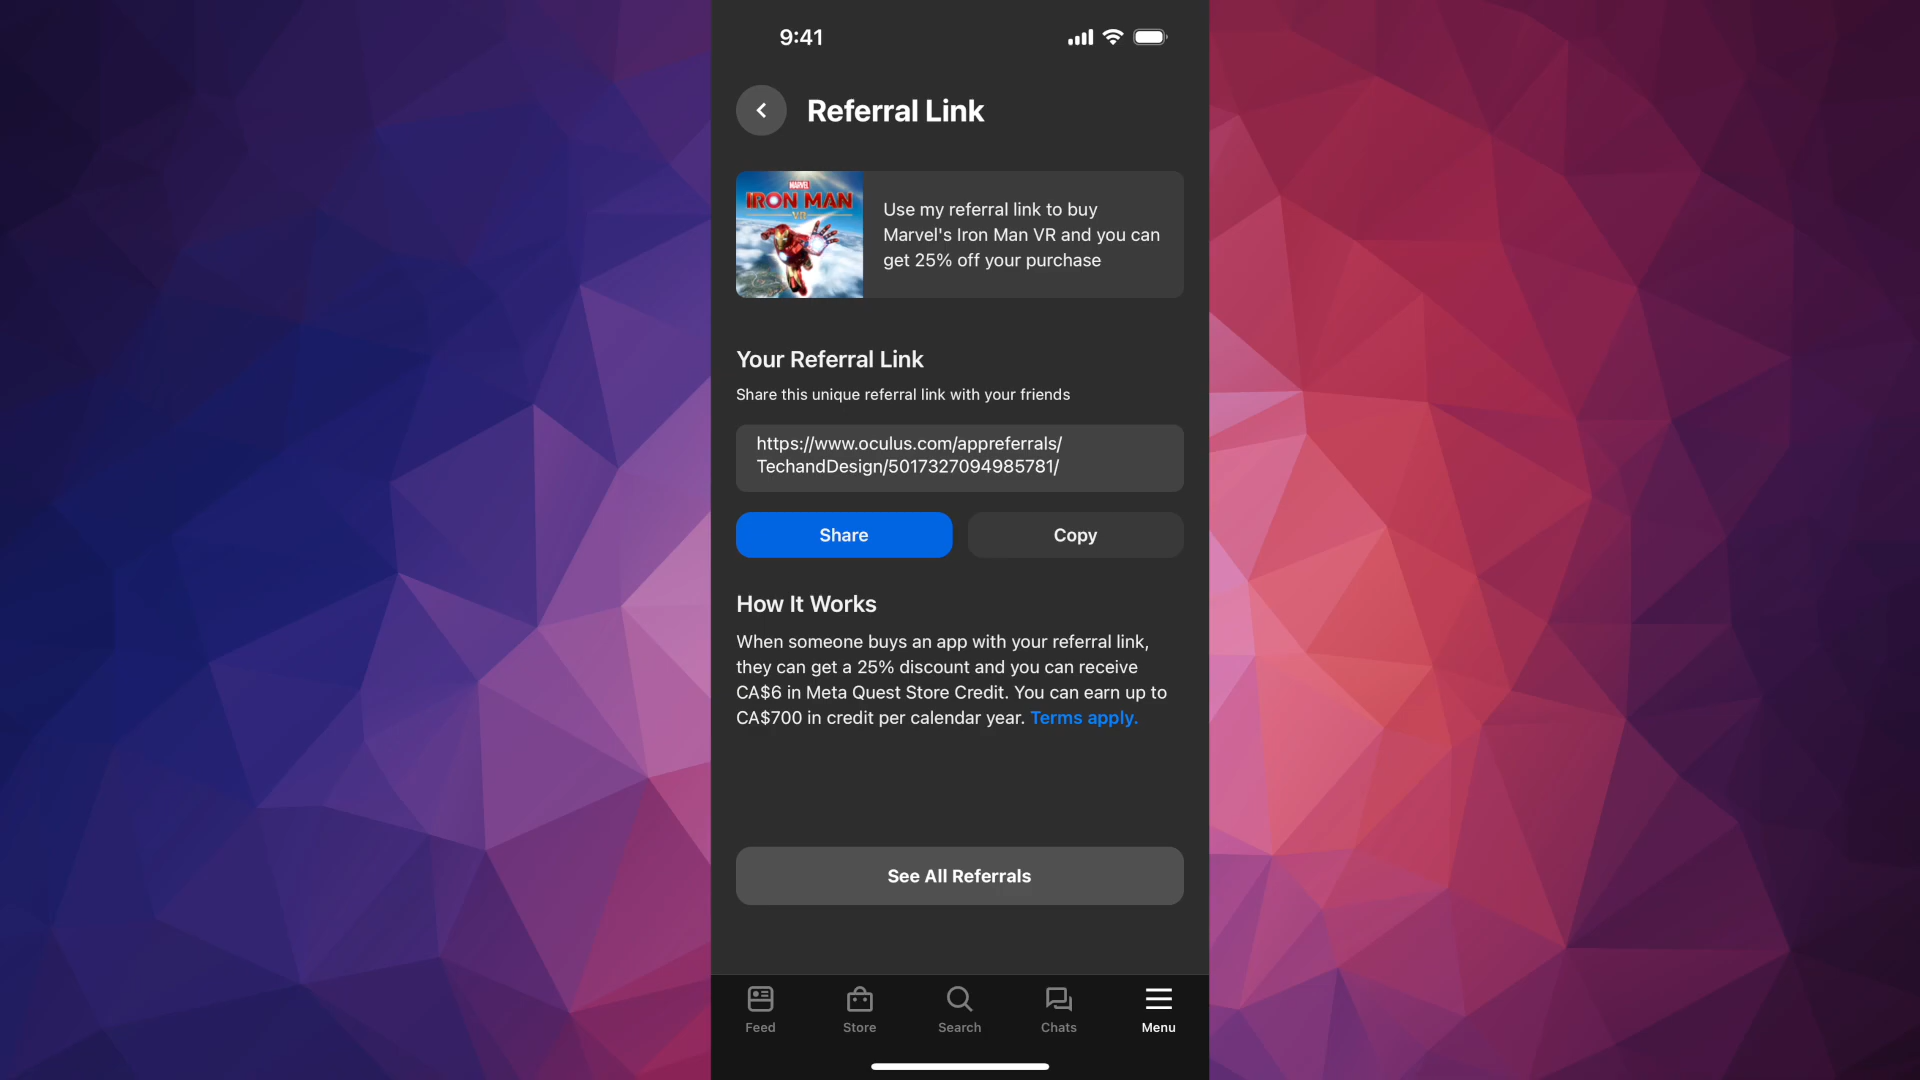 9:41
Referral Link
MARVEL
IRON MAN
VR
Use my referral link to buy
Marvel's Iron Man VR and you can
get 25% off your purchase
Your Referral Link
Share this unique referral link with your friends
https://www.oculus.com/appreferrals/
TechandDesign/5017327094985781/
Share
Copy
How It Works
When someone buys an app with your referral link,
they can get a 25% discount and you can receive
CA$6 in Meta Quest Store Credit. You can earn up to
CA$700 in credit per calendar year. Terms apply.
See All Referrals
Feed
Store
Search
Chats
Menu